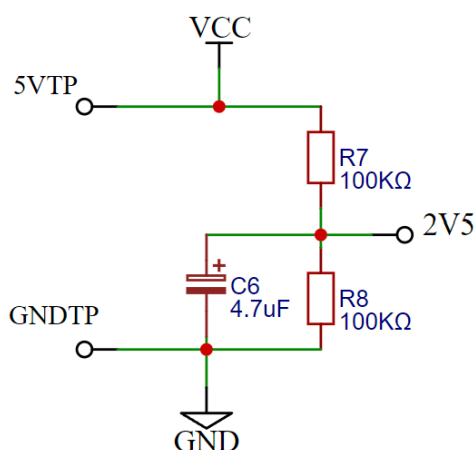 VCC
5VTP
R7
100KΩ
2V5
+
C6
4.7uF
R8
100KΩ
GNDTP
GND